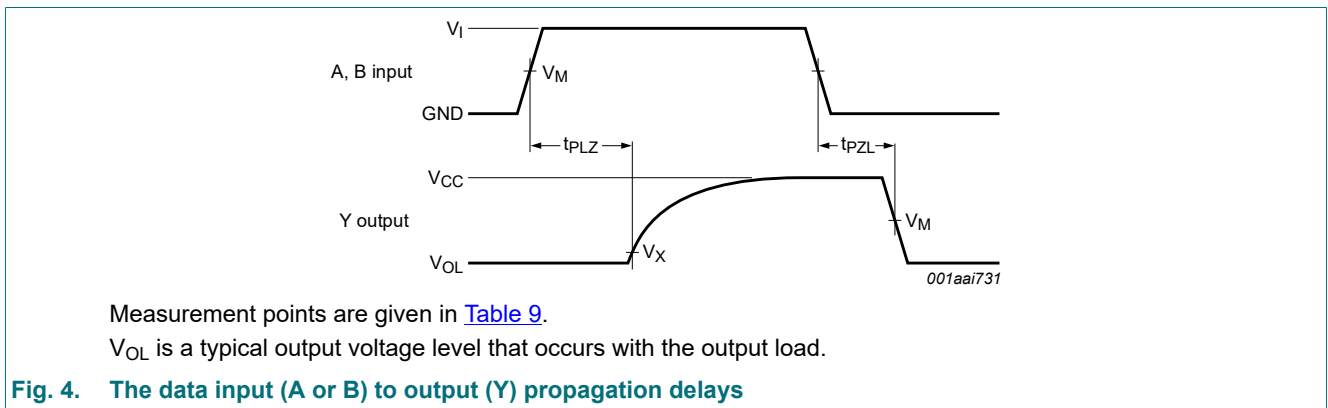 VI
A, B input
VM
GND
tPLZ
tPZL
VCC
Y output
VM
VX
VOL
001aai731
Measurement points are given in Table 9.
VOL is a typical output voltage level that occurs with the output load.
Fig. 4. The data input (A or B) to output (Y) propagation delays